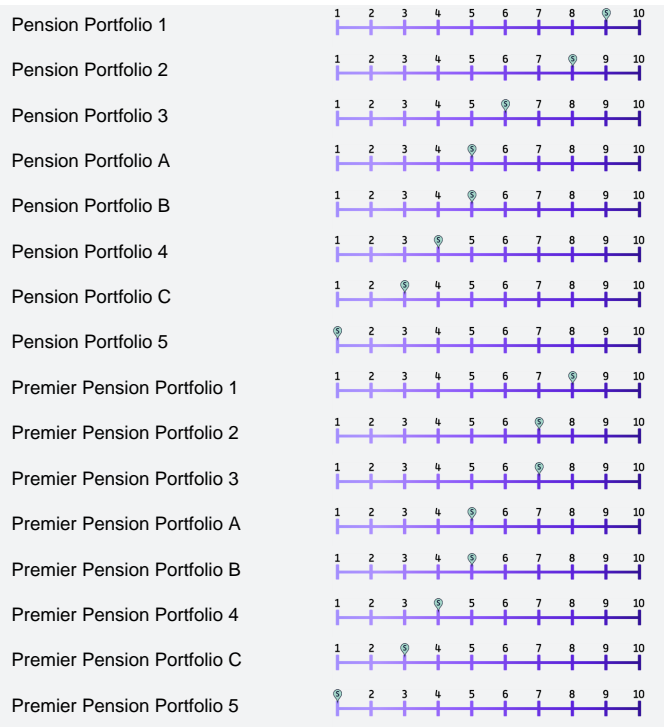 Pension Portfolio 1 1 2 3 4 5 6 7 8 S 10
Pension Portfolio 2 1 2 3 4 5 6 7 S 9 10
Pension Portfolio 3 1 2 3 4 5 S 7 8 9 10
Pension Portfolio A 1 2 3 4 S 6 7 8 9 10
Pension Portfolio B 1 2 3 4 S 6 7 8 9 10
Pension Portfolio 4 1 2 3 S 5 6 7 8 9 10
Pension Portfolio C 1 2 S 4 5 6 7 8 9 10
Pension Portfolio 5 S 2 3 4 5 6 7 8 9 10
Premier Pension Portfolio 1 1 2 3 4 5 6 7 S 9 10
Premier Pension Portfolio 2 1 2 3 4 5 6 S 8 9 10
Premier Pension Portfolio 3 1 2 3 4 5 6 S 8 9 10
Premier Pension Portfolio A 1 2 3 4 S 6 7 8 9 10
Premier Pension Portfolio B 1 2 3 4 S 6 7 8 9 10
Premier Pension Portfolio 4 1 2 3 S 5 6 7 8 9 10
Premier Pension Portfolio C 1 2 S 4 5 6 7 8 9 10
Premier Pension Portfolio 5 S 2 3 4 5 6 7 8 9 10